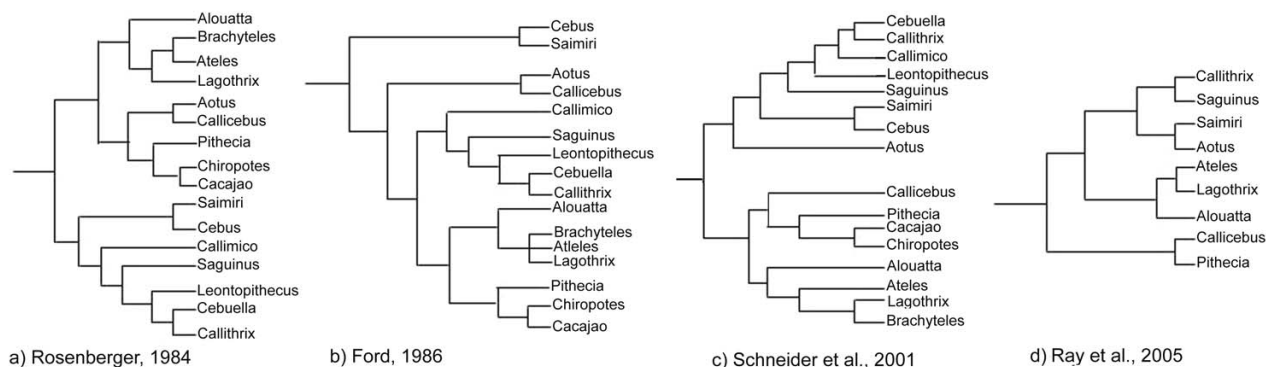 Alouatta
Brachyteles
Ateles
Lagothrix
Aotus
Callicebus
Pithecia
Chiropotes
Cacajao
Saimiri
Cebus
Callimico
Saguinus
Leontopithecus
Cebuella
Callithrix
a) Rosenberger, 1984
Cebus
Saimiri
Aotus
Callicebus
Callimico
Saguinus
Leontopithecus
Cebuella
Callithrix
Alouatta
Brachyteles
Atleles
Lagothrix
Pithecia
Chiropotes
Cacajao
b) Ford, 1986
Cebuella
Callithrix
Callimico
Leontopithecus
Saguinus
Saimiri
Cebus
Aotus
Callicebus
Pithecia
Cacajao
Chiropotes
Alouatta
Ateles
Lagothrix
Brachyteles
c) Schneider et al., 2001
Callithrix
Saguinus
Saimiri
Aotus
Ateles
Lagothrix
Alouatta
Callicebus
Pithecia
d) Ray et al., 2005